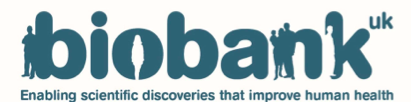 biobank uk
Enabling scientific discoveries that improve human health